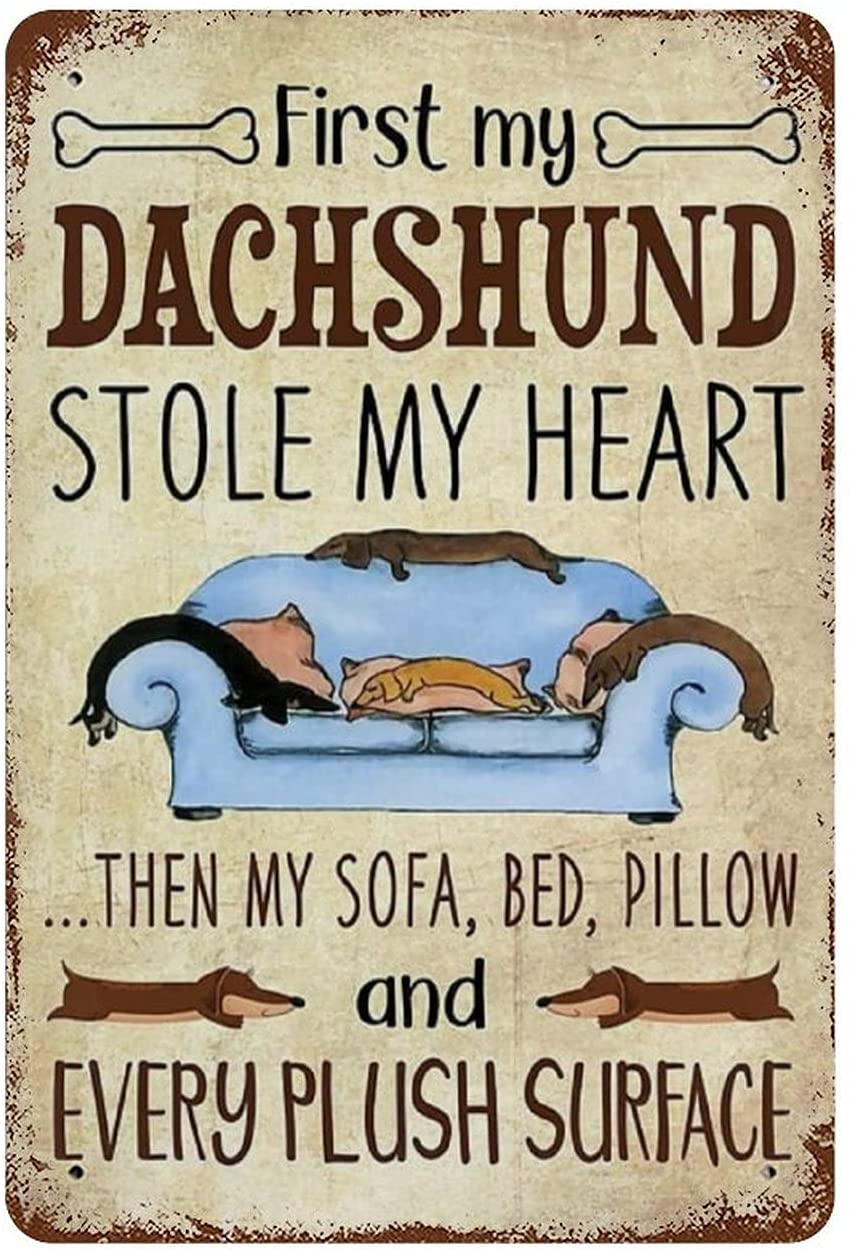 First my
DACHSHUND
STOLE MY HEART
...THEN MY SOFA, BED, PILLOW
and
EVERY PLUSH SURFACE